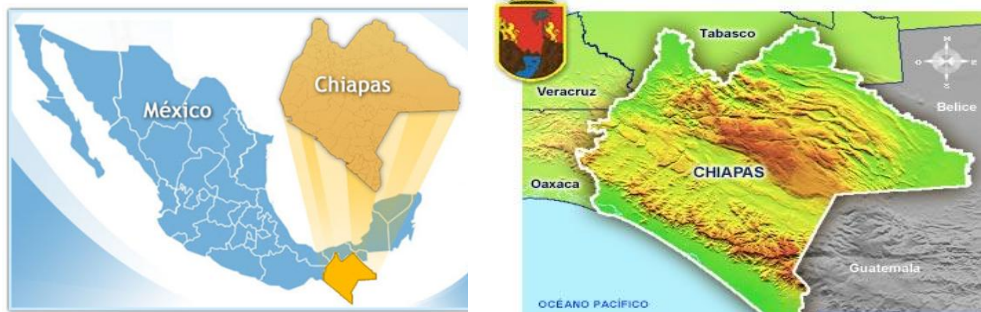 Chiapas
México
Tabasco
O
E
Veracruz
Belice
CHIAPAS
Oaxaca
Guatemala
OCÉANO PACÍFICO